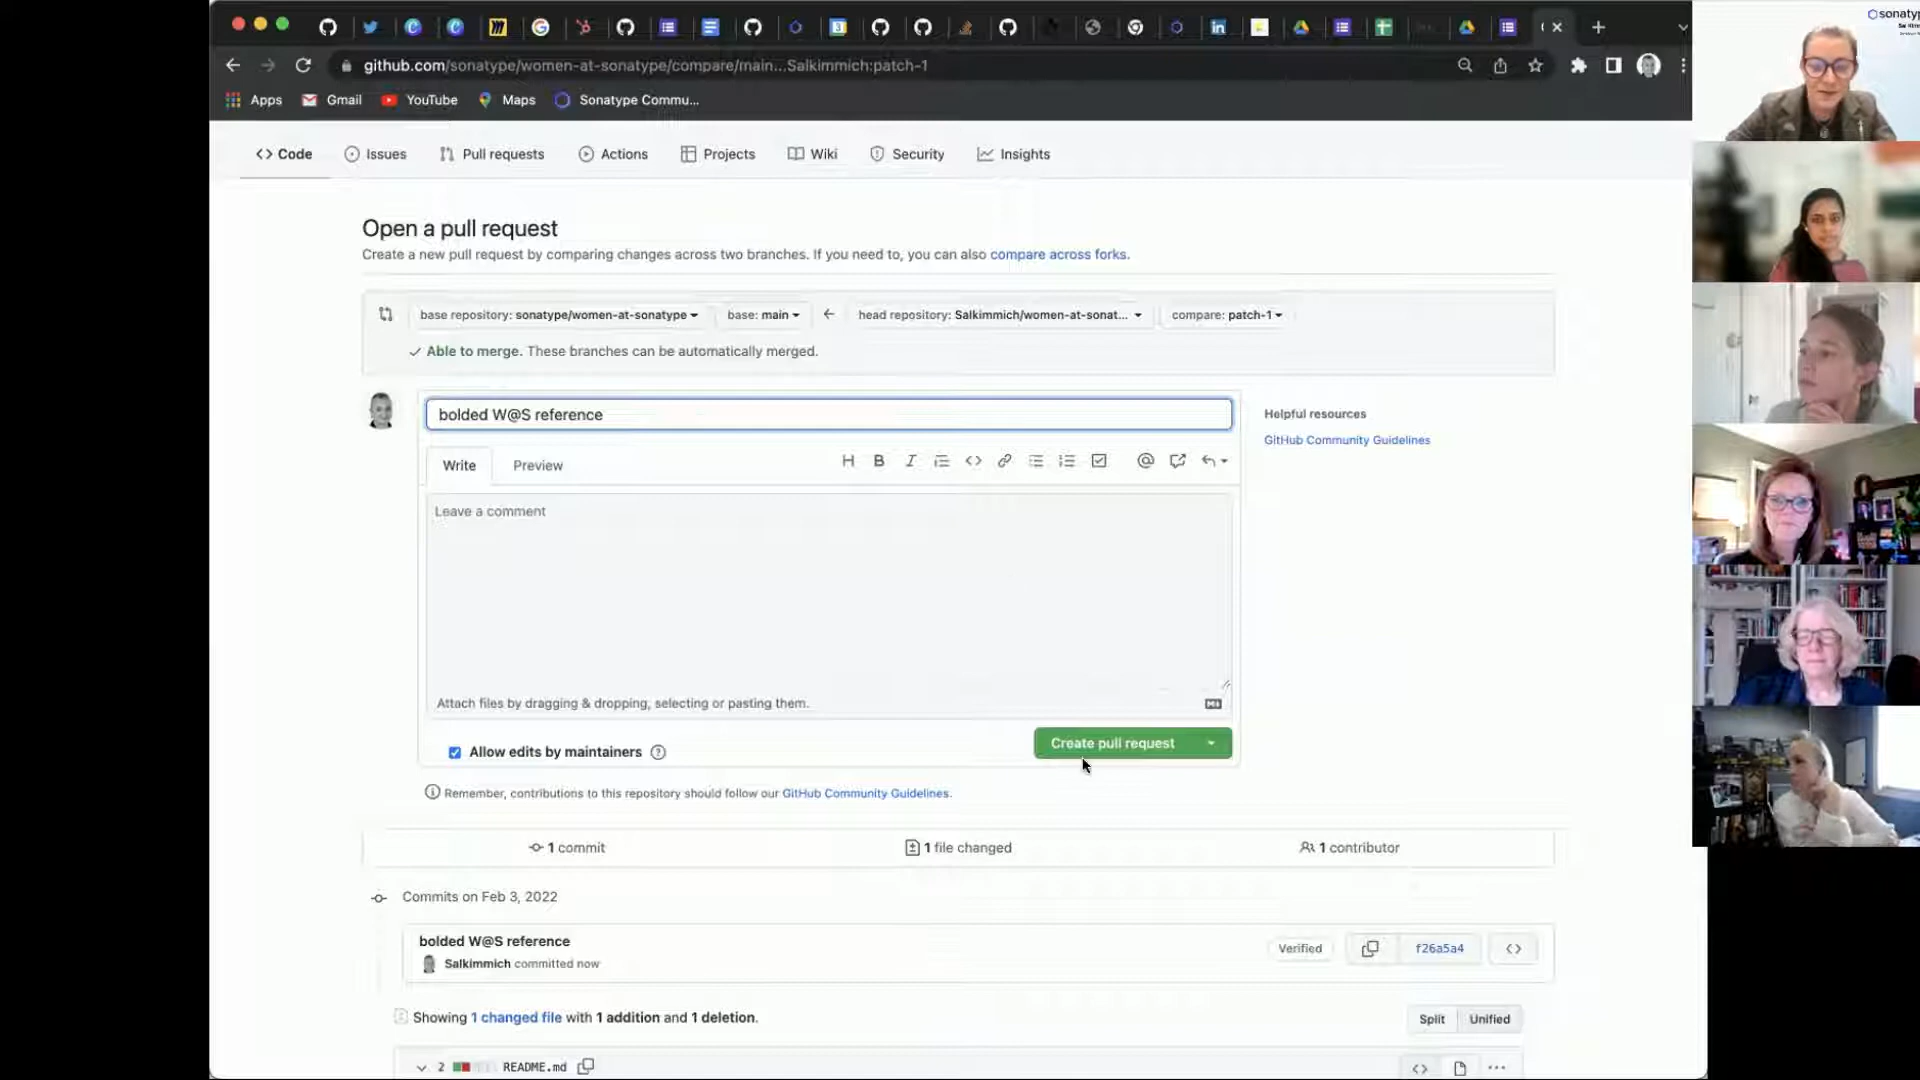 github.com/sonatype/women-at-sonatype/compare/main...Salkimmich:patch-1
Apps Gmail YouTube Maps Sonatype Commu...
Code Issues Pull requests Actions Projects Wiki Security Insights
Open a pull request
Create a new pull request by comparing changes across two branches. If you need to, you can also compare across forks.
base repository: sonatype/women-at-sonatype base: main head repository: Salkimmich/women-at-sonat... compare: patch-1
Able to merge. These branches can be automatically merged.
bolded W@S reference
Helpful resources
GitHub Community Guidelines
Write Preview
Leave a comment
Attach files by dragging & dropping, selecting or pasting them.
Allow edits by maintainers
Create pull request
Remember, contributions to this repository should follow our GitHub Community Guidelines.
1 commit 1 file changed 1 contributor
Commits on Feb 3, 2022
bolded W@S reference
Salkimmich committed now
Verified f26a5a4
Showing 1 changed file with 1 addition and 1 deletion.
Split Unified
2 README.md